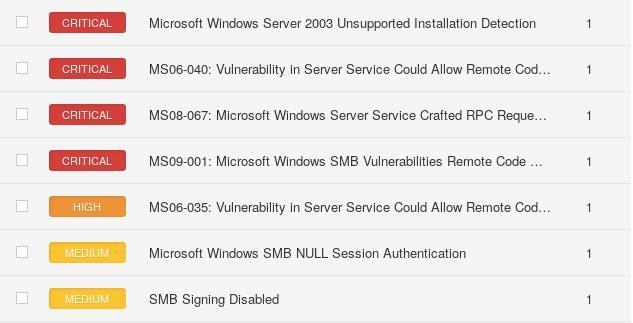 CRITICAL Microsoft Windows Server 2003 Unsupported Installation Detection 1
CRITICAL MS06-040: Vulnerability in Server Service Could Allow Remote Cod... 1
CRITICAL MS08-067: Microsoft Windows Server Service Crafted RPC Reque... 1
CRITICAL MS09-001: Microsoft Windows SMB Vulnerabilities Remote Code ... 1
HIGH MS06-035: Vulnerability in Server Service Could Allow Remote Cod... 1
MEDIUM Microsoft Windows SMB NULL Session Authentication 1
MEDIUM SMB Signing Disabled 1